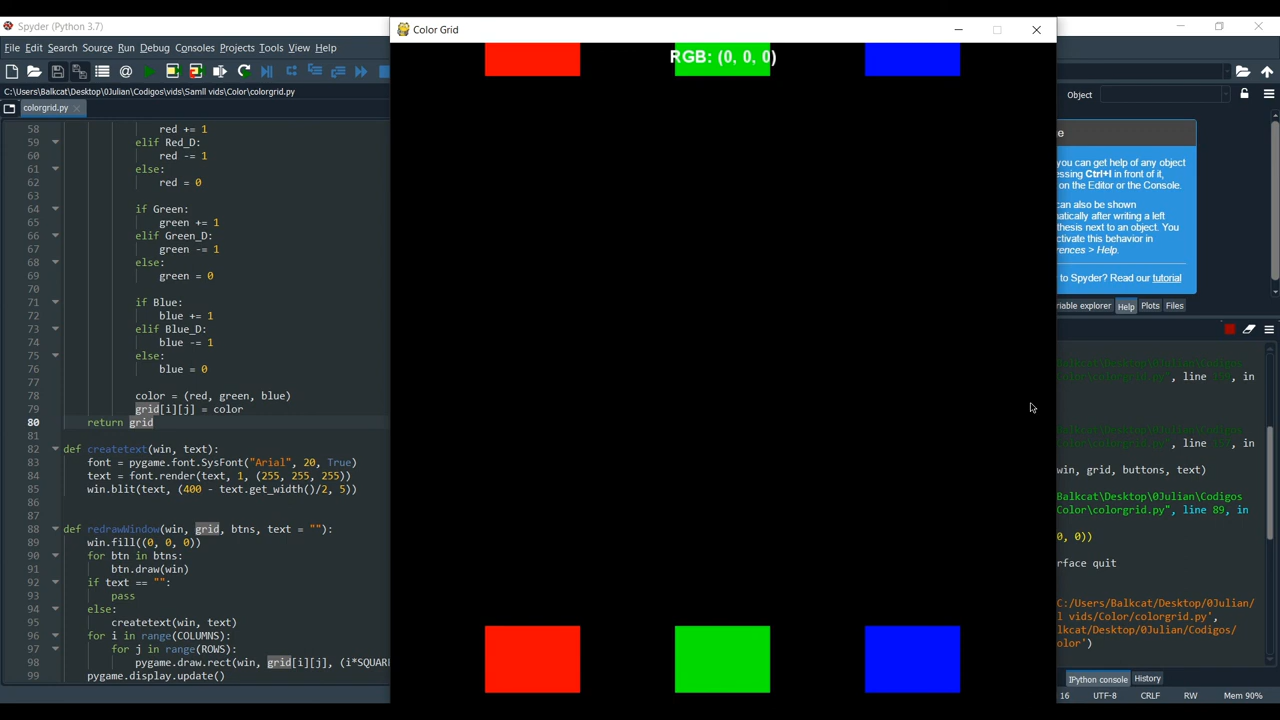 Spyder (Python 3.7)
Color Grid
File Edit Search Source Run Debug Consoles Projects Tools View Help
RGB: (0, 0, 0)
C:\Users\Balkcat\Desktop\0Julian\Codigos\vids\Samll vids\Color\colorgrid.py
Object
colorgrid.py
58 red += 1
59 elif Red_D:
60 red -= 1
61 else:
62 red = 0
63
64 if Green:
65 green += 1
66 elif Green_D:
67 green -= 1
68 else:
69 green = 0
70
71 if Blue:
72 blue += 1
73 elif Blue_D:
74 blue -= 1
75 else:
76 blue = 0
77
78 color = (red, green, blue)
79 grid[i][j] = color
80 return grid
81
82 def createtext(win, text):
83 font = pygame.font.SysFont("Arial", 20, True)
84 text = font.render(text, 1, (255, 255, 255))
85 win.blit(text, (400 - text.get_width()/2, 5))
86
87
88 def redrawWindow(win, grid, btns, text = ""):
89 win.fill((0, 0, 0))
90 for btn in btns:
91 btn.draw(win)
92 if text == "":
93 pass
94 else:
95 createtext(win, text)
96 for i in range(COLUMNS):
97 for j in range(ROWS):
98 pygame.draw.rect(win, grid[i][j], (i*SQUAR
99 pygame.display.update()
e
you can get help of any object
essing Ctrl+I in front of it,
on the Editor or the Console.
can also be shown
matically after writing a left
thesis next to an object. You
activate this behavior in
rences > Help.
to Spyder? Read our tutorial
riable explorer Help Plots Files
line
in
line
in
win, grid, buttons, text)
Balkcat\Desktop\0Julian\Codigos
Color\colorgrid.py", line 89, in
0, 0))
rface quit
C:/Users/Balkcat/Desktop/0Julian/
l vids/Color/colorgrid.py',
lkcat/Desktop/0Julian/Codigos/
olor')
IPython console History
16 UTF-8 CRLF RW Mem 90%